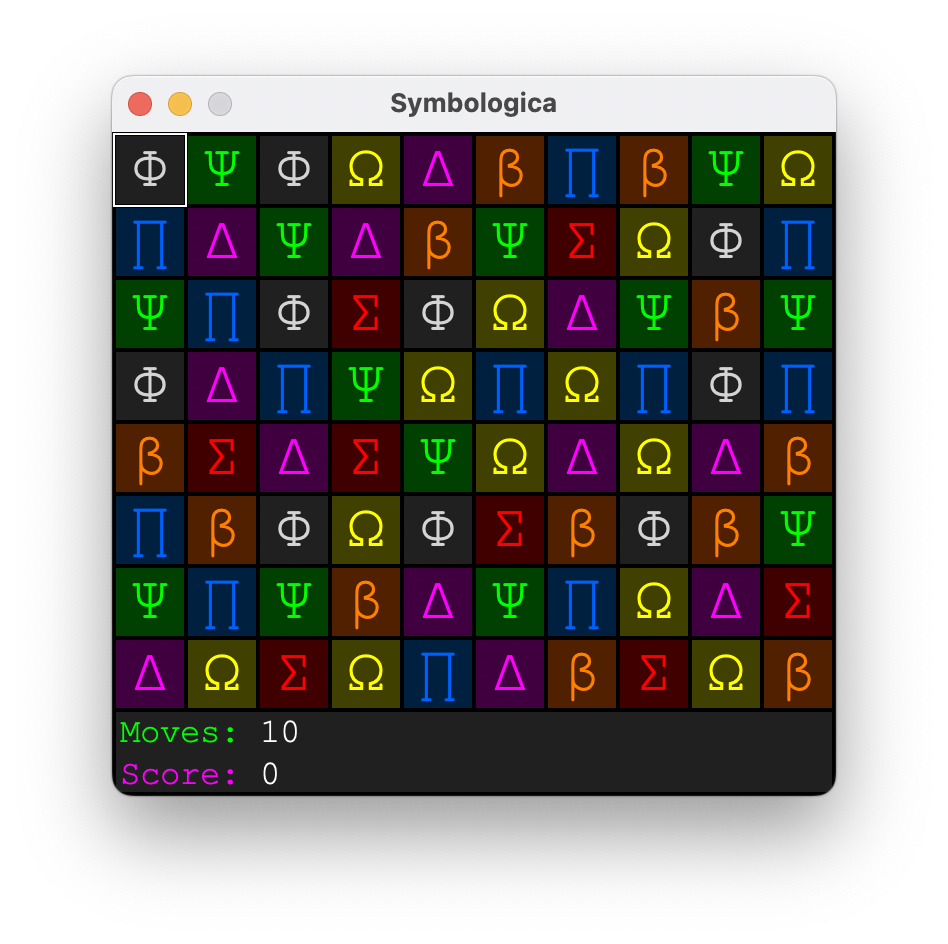 Symbologica
Φ Ψ Φ Ω Δ β Π β Ψ Ω
Π Δ Ψ Δ β Ψ Σ Ω Φ Π
Ψ Π Φ Σ Φ Ω Δ Ψ β Ψ
Φ Δ Π Ψ Ω Π Ω Π Φ Π
β Σ Δ Σ Ψ Ω Δ Ω Δ β
Π β Φ Ω Φ Σ β Φ β Ψ
Ψ Π Ψ β Δ Ψ Π Ω Δ Σ
Δ Ω Σ Ω Π Δ β Σ Ω β
Moves: 10
Score: 0